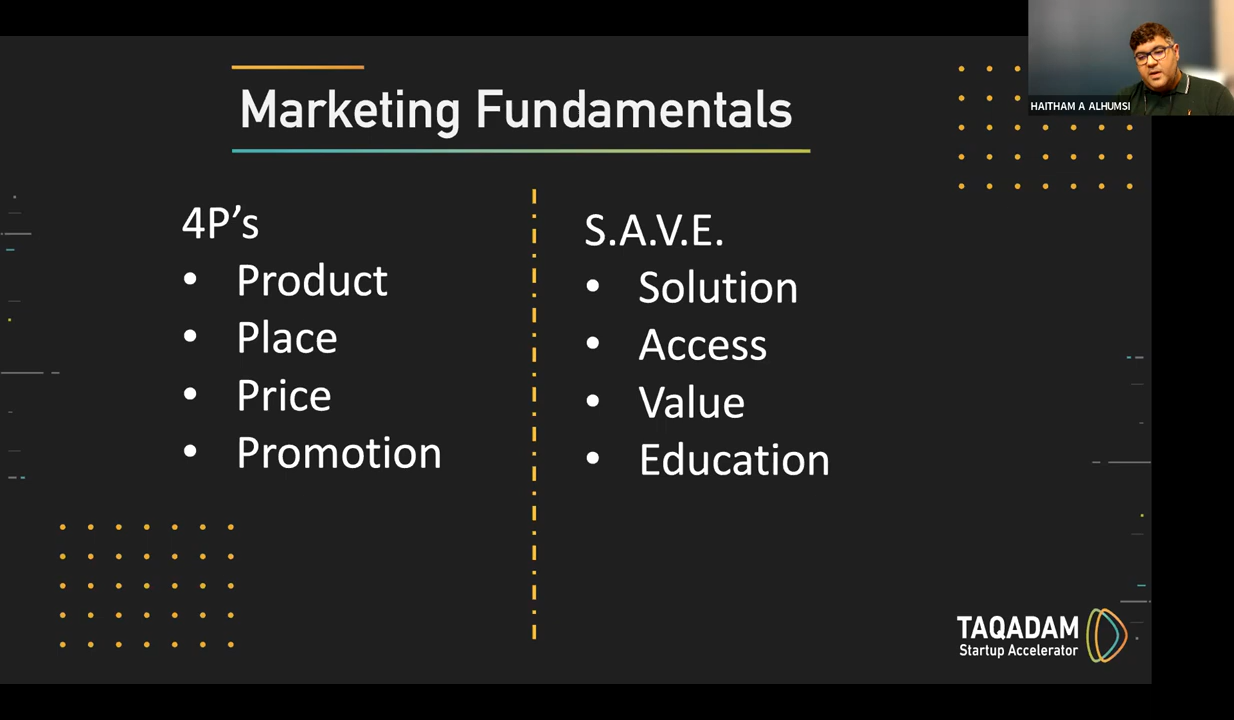 HAITHAM A ALHUMSI
Marketing Fundamentals
4P’s
• Product
• Place
• Price
• Promotion
S.A.V.E.
• Solution
• Access
• Value
• Education
TAQADAM
Startup Accelerator